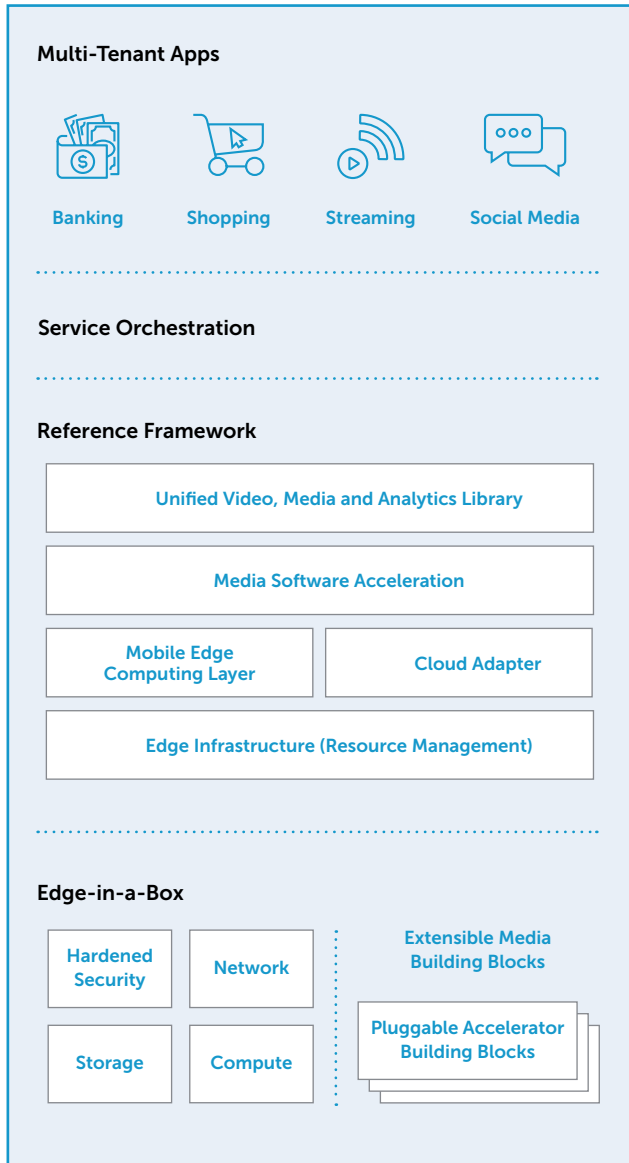 Multi-Tenant Apps
$
Banking
Shopping
Streaming
Social Media
Service Orchestration
Reference Framework
Unified Video, Media and Analytics Library
Media Software Acceleration
Mobile Edge
Computing Layer
Cloud Adapter
Edge Infrastructure (Resource Management)
Edge-in-a-Box
Hardened
Security
Network
Storage
Compute
Extensible Media
Building Blocks
Pluggable Accelerator
Building Blocks